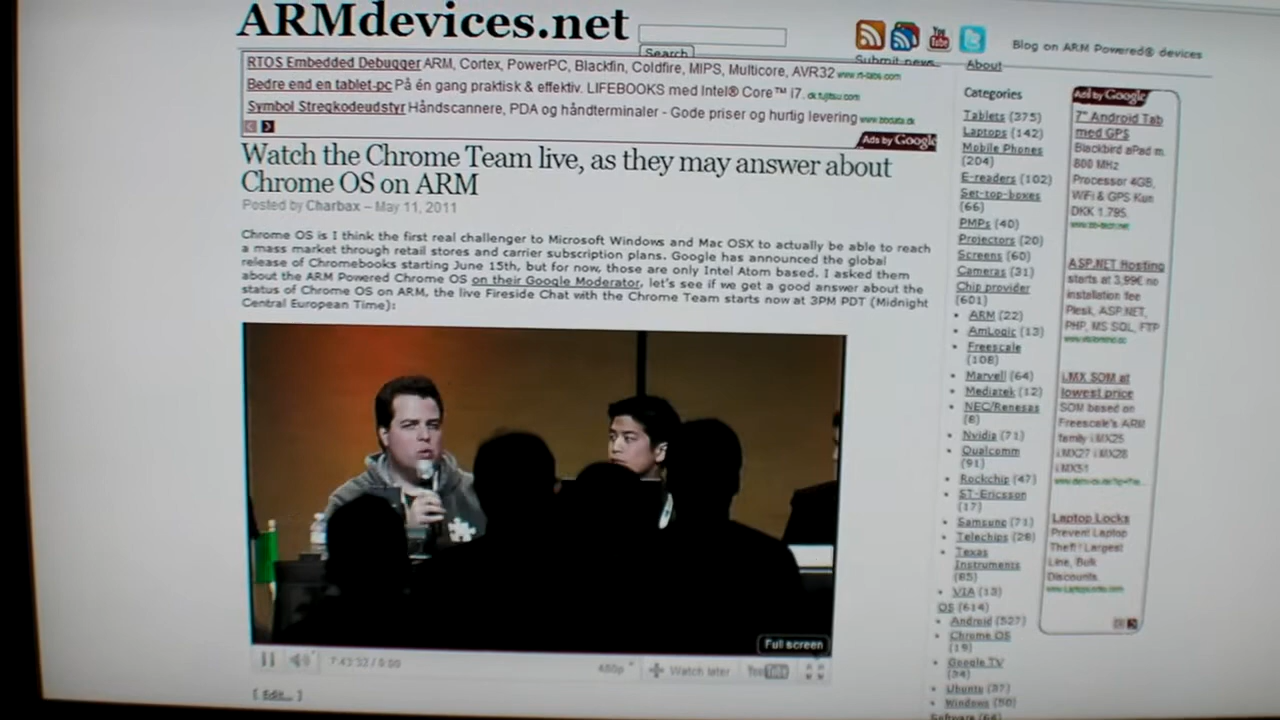 ARMdevices.net
Search
Submit news
You Tube
Blog on ARM Powered® devices
About
RTOS Embedded Debugger ARM, Cortex, PowerPC, Blackfin, Coldfire, MIPS, Multicore, AVR32
Bedre end en tablet-pc På én gang praktisk & effektiv. LIFEBOOKS med Intel® Core™ i7. dk.fujitsu.com
Symbol Stregkodeudstyr Håndscannere, PDA og håndterminaler - Gode priser og hurtig levering
Ads by Google
Watch the Chrome Team live, as they may answer about
Chrome OS on ARM
Posted by Charbax – May 11, 2011
Chrome OS is I think the first real challenger to Microsoft Windows and Mac OSX to actually be able to reach
a mass market through retail stores and carrier subscription plans. Google has announced the global
release of Chromebooks starting June 15th, but for now, those are only Intel Atom based. I asked them
about the ARM Powered Chrome OS on their Google Moderator, let's see if we get a good answer about the
status of Chrome OS on ARM, the live Fireside Chat with the Chrome Team starts now at 3PM PDT (Midnight
Central European Time):
Full screen
7:43:32 / 0:00
480p
Watch later
YouTube
[ Edit... ]
Categories
Tablets (375)
Laptops (142)
Mobile Phones
(204)
E-readers (102)
Set-top-boxes
(66)
PMPs (40)
Projectors (20)
Screens (60)
Cameras (31)
Chip provider
(601)
ARM (22)
AmLogic (13)
Freescale
(108)
Marvell (64)
Mediatek (12)
NEC/Renesas
(8)
Nvidia (71)
Qualcomm
(91)
Rockchip (47)
ST-Ericsson
(17)
Samsung (71)
Telechips (28)
Texas
Instruments
(85)
VIA (13)
OS (614)
Android (527)
Chrome OS
(19)
Google TV
(34)
Ubuntu (37)
Windows (50)
Software (64)
Ads by Google
7" Android Tab
med GPS
Blackbird aPad m.
800 MHz
Processor 4GB,
WiFi & GPS Kun
DKK 1.795.
ASP.NET Hosting
starts at 3,99€ no
installation fee
Plesk, ASP.NET,
PHP, MS SQL, FTP
i.MX SOM at
lowest price
SOM based on
Freescale's ARM
family i.MX25
i.MX27 i.MX28
i.MX51
Laptop Locks
Prevent Laptop
Theft! Largest
Line, Bulk
Discounts.